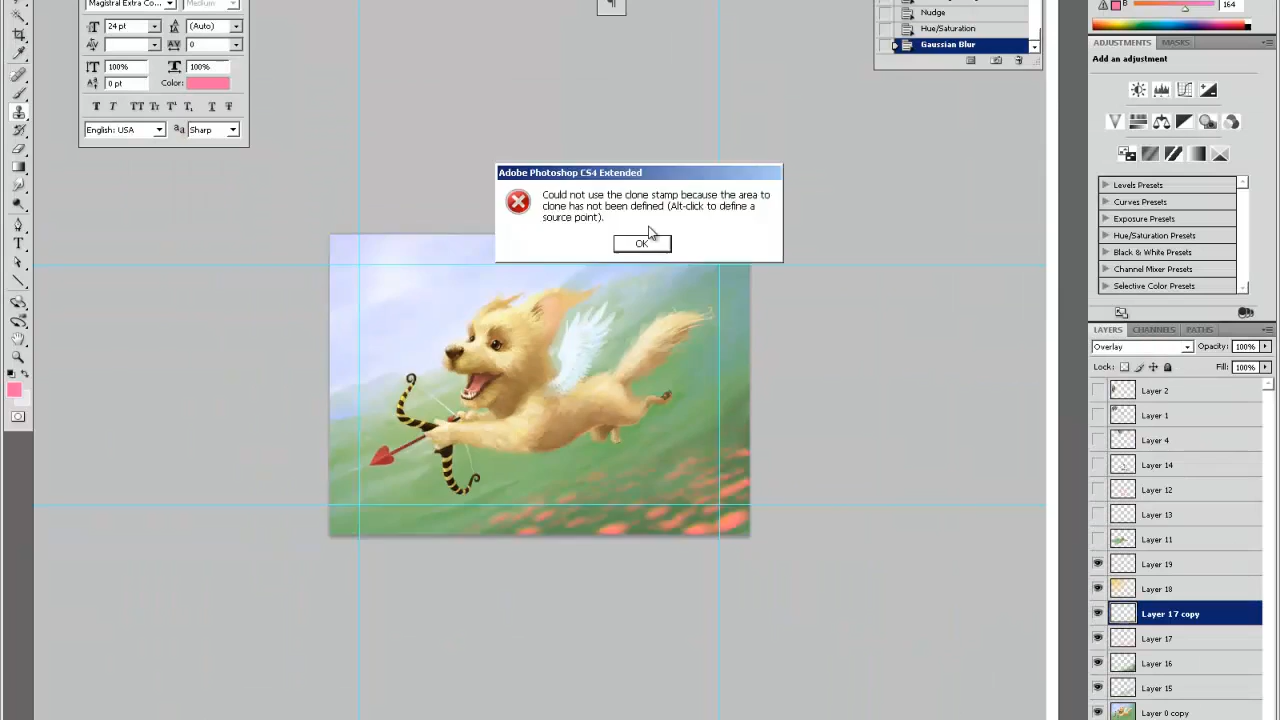 Magistral Extra Co...
Medium
24 pt
(Auto)
0
100%
100%
0 pt
Color:
T T TT Tr T¹ T, T T
English: USA
aa
Sharp
¶
Nudge
Hue/Saturation
Gaussian Blur
Adobe Photoshop CS4 Extended
Could not use the clone stamp because the area to
clone has not been defined (Alt-click to define a
source point).
OK
B
164
ADJUSTMENTS
MASKS
Add an adjustment
Levels Presets
Curves Presets
Exposure Presets
Hue/Saturation Presets
Black & White Presets
Channel Mixer Presets
Selective Color Presets
LAYERS
CHANNELS
PATHS
Overlay
Opacity: 100%
Lock:
Fill: 100%
Layer 2
Layer 1
Layer 4
Layer 14
Layer 12
Layer 13
Layer 11
Layer 19
Layer 18
Layer 17 copy
Layer 17
Layer 16
Layer 15
Layer 0 copy